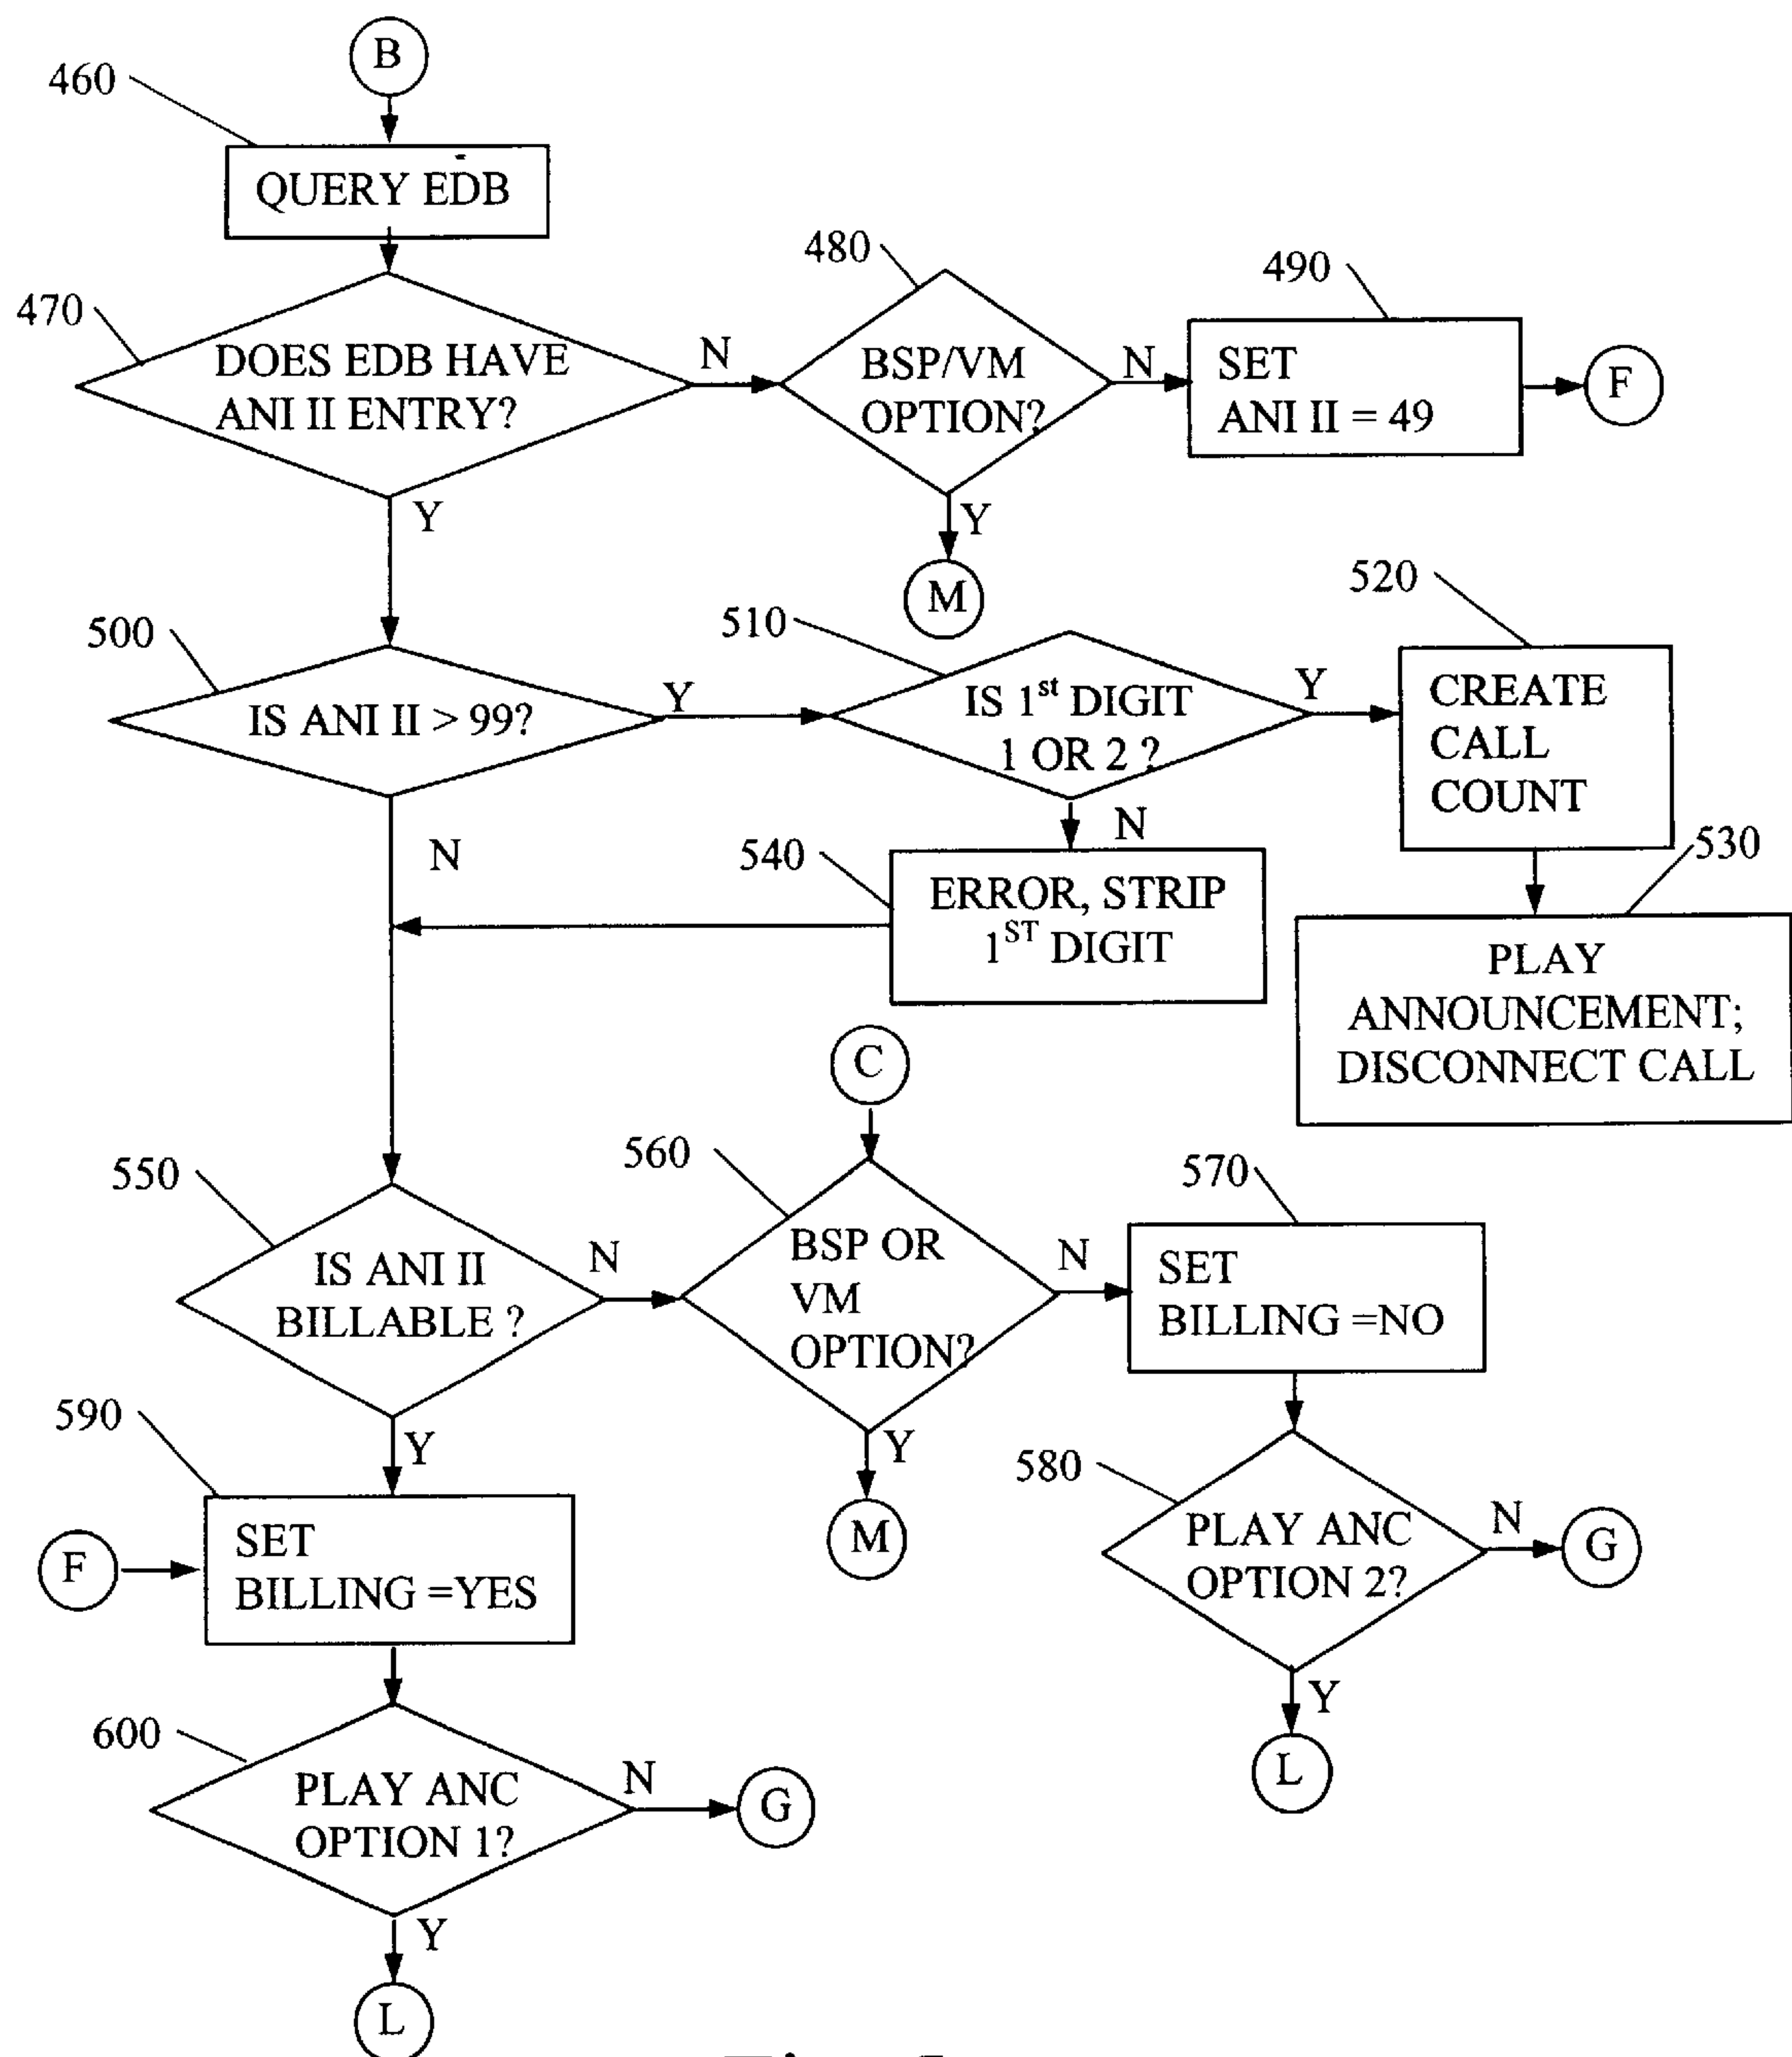 B
460
QUERY EDB
470
DOES EDB HAVE
ANI II ENTRY?
N
Y
480
BSP/VM
OPTION?
N
Y
M
490
SET
ANI II = 49
F
500
IS ANI II > 99?
Y
N
510
IS 1st DIGIT
1 OR 2 ?
Y
N
520
CREATE
CALL
COUNT
530
PLAY
ANNOUNCEMENT;
DISCONNECT CALL
540
ERROR, STRIP
1ST DIGIT
C
550
IS ANI II
BILLABLE ?
N
Y
560
BSP OR
VM
OPTION?
N
Y
M
570
SET
BILLING =NO
580
PLAY ANC
OPTION 2?
N
G
Y
L
590
F
SET
BILLING =YES
600
PLAY ANC
OPTION 1?
N
G
Y
L